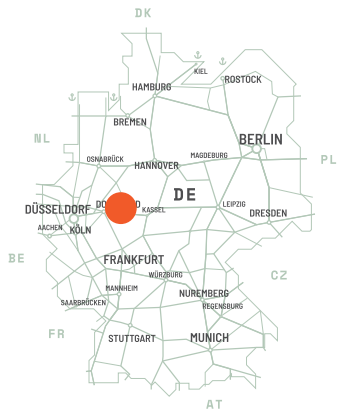 DK
KIEL
ROSTOCK
HAMBURG
BREMEN
NL
BERLIN
OSNABRÜCK
HANNOVER
MAGDEBURG
PL
DE
DÜSSELDORF
KASSEL
LEIPZIG
DRESDEN
AACHEN
KÖLN
BE
FRANKFURT
WÜRZBURG
CZ
MANNHEIM
NUREMBERG
SAARBRÜCKEN
REGENSBURG
FR
STUTTGART
MUNICH
AT